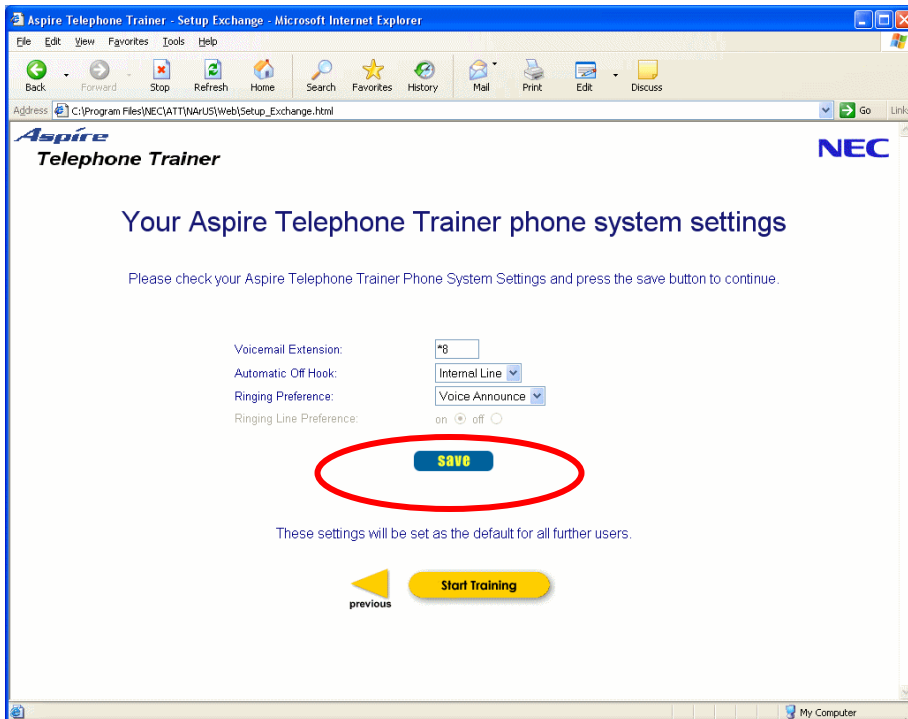 Aspire Telephone Trainer - Setup Exchange - Microsoft Internet Explorer
File Edit View Favorites Tools Help
Back Forward Stop Refresh Home Search Favorites History Mail Print Edit Discuss
Address C:\Program Files\NEC\ATT\NArUS\Web\Setup_Exchange.html Go Link
Aspire
Telephone Trainer
NEC
Your Aspire Telephone Trainer phone system settings
Please check your Aspire Telephone Trainer Phone System Settings and press the save button to continue.
Voicemail Extension: *8
Automatic Off Hook: Internal Line
Ringing Preference: Voice Announce
Ringing Line Preference: on off
save
These settings will be set as the default for all further users.
previous
Start Training
My Computer